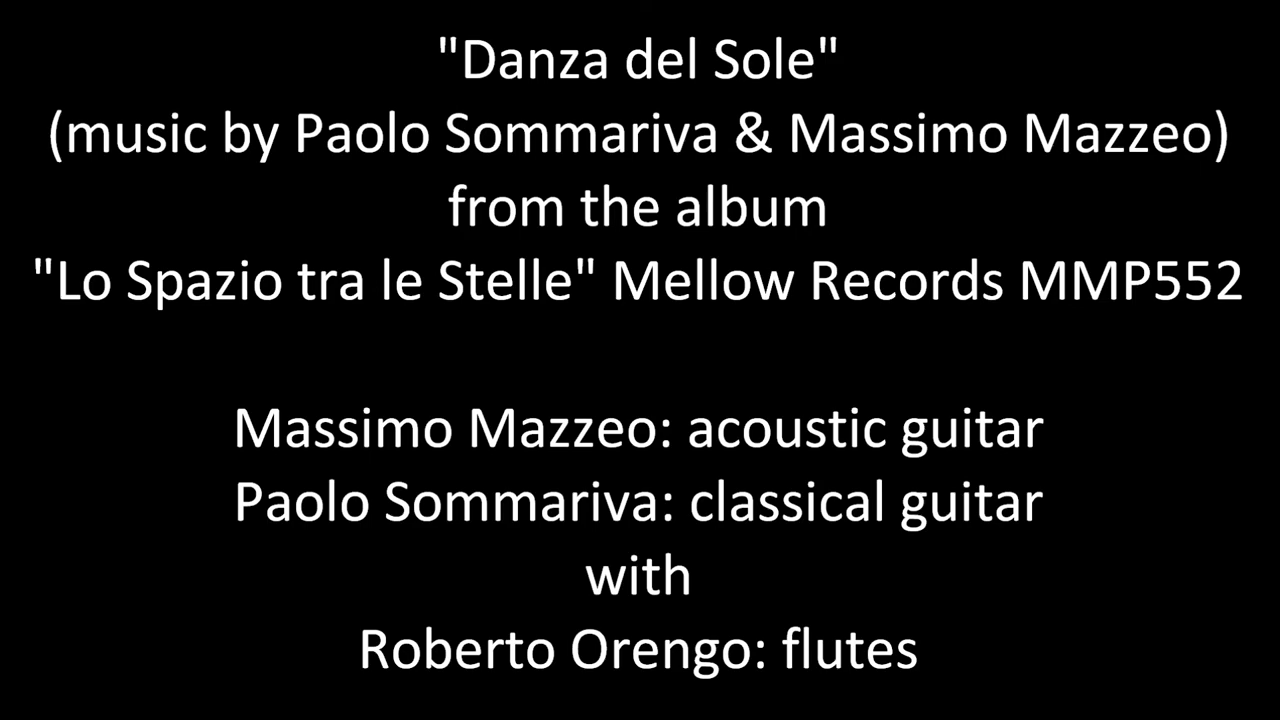 "Danza del Sole"
(music by Paolo Sommariva & Massimo Mazzeo)
from the album
"Lo Spazio tra le Stelle" Mellow Records MMP552
Massimo Mazzeo: acoustic guitar
Paolo Sommariva: classical guitar
with
Roberto Orengo: flutes